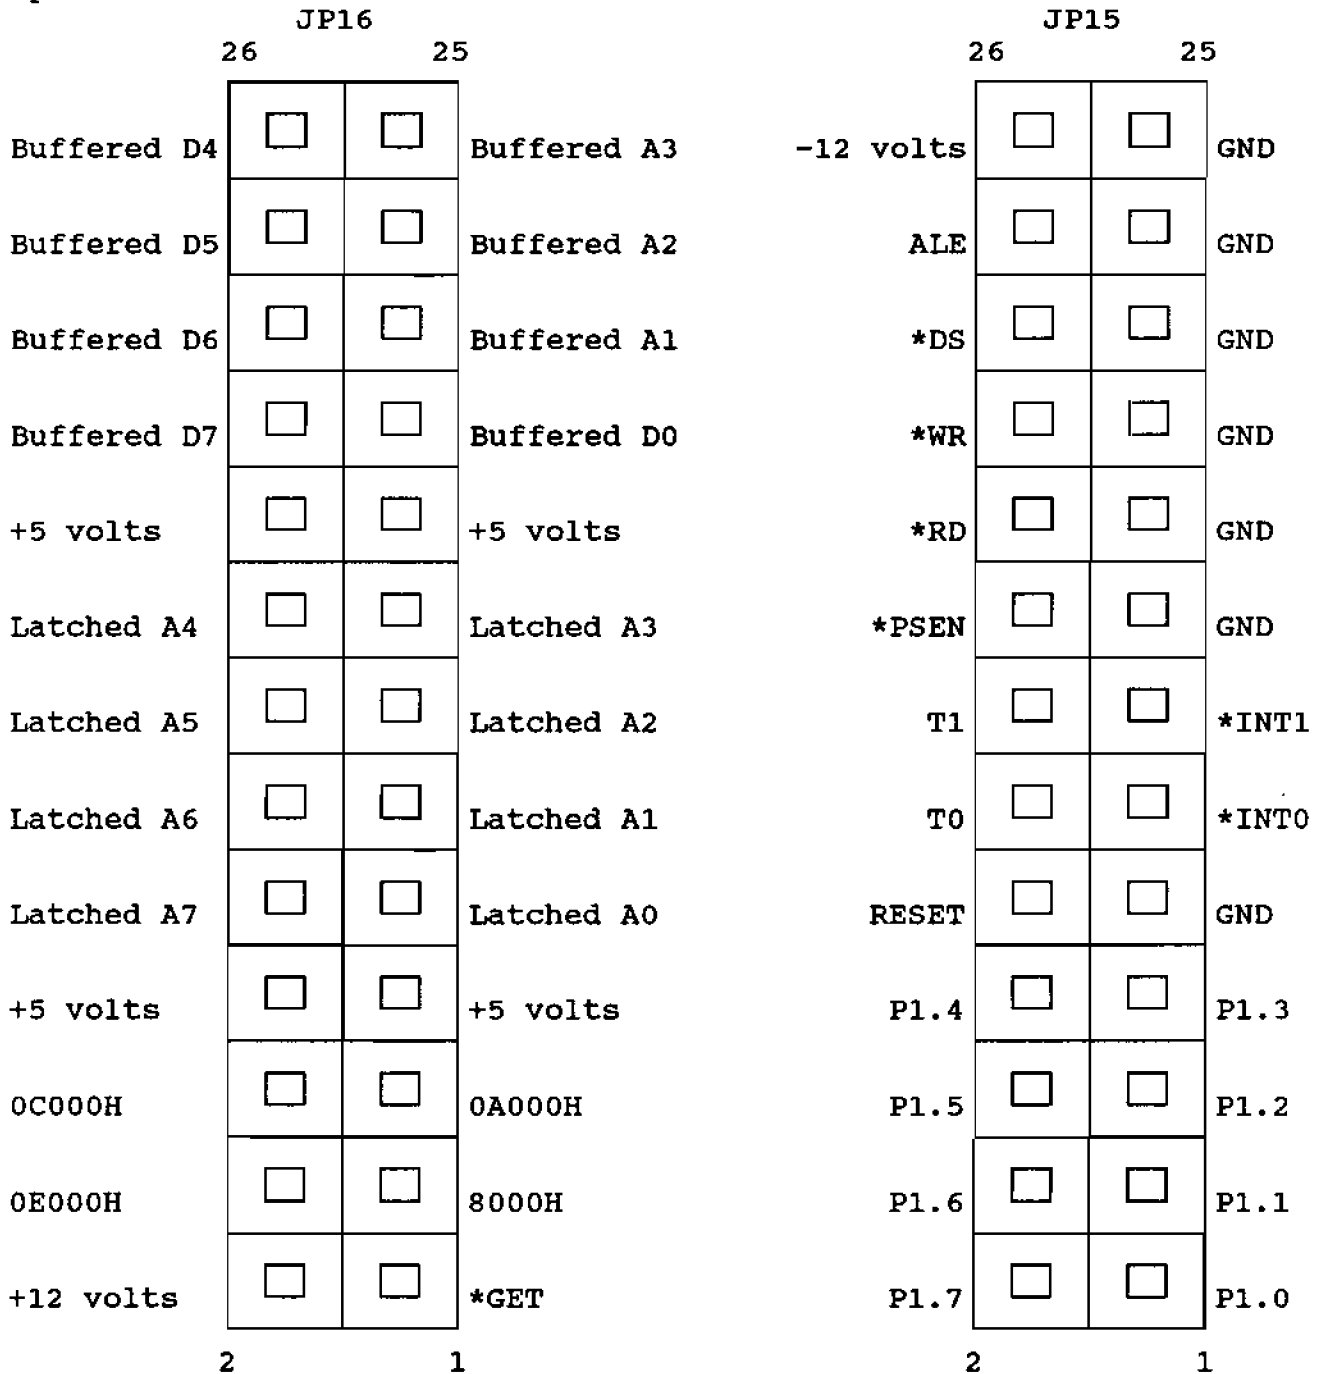 JP16 JP15
26 25 26 25
Buffered D4 Buffered A3 -12 volts GND
Buffered D5 Buffered A2 ALE GND
Buffered D6 Buffered A1 *DS GND
Buffered D7 Buffered D0 *WR GND
+5 volts +5 volts *RD GND
Latched A4 Latched A3 *PSEN GND
Latched A5 Latched A2 T1 *INT1
Latched A6 Latched A1 T0 *INT0
Latched A7 Latched A0 RESET GND
+5 volts +5 volts P1.4 P1.3
0C000H 0A000H P1.5 P1.2
0E000H 8000H P1.6 P1.1
+12 volts *GET P1.7 P1.0
2 1 2 1